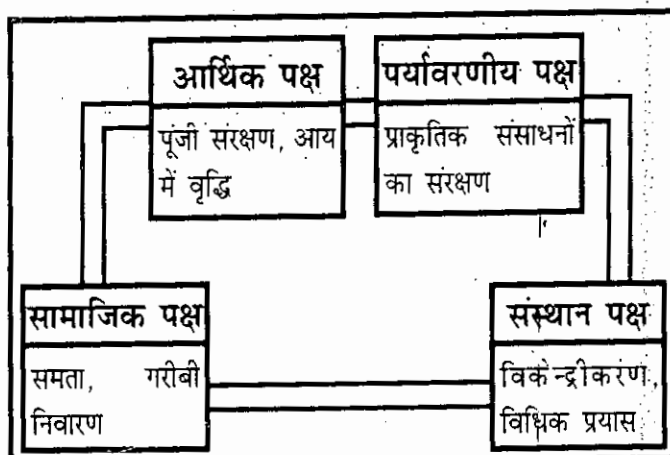 आर्थिक पक्ष
पूंजी संरक्षण, आय
में वृद्धि
पर्यावरणीय पक्ष
प्राकृतिक संसाधनों
का संरक्षण
सामाजिक पक्ष
समता, गरीबी
निवारण
संस्थान पक्ष
विकेन्द्रीकरण,
विधिक प्रयास